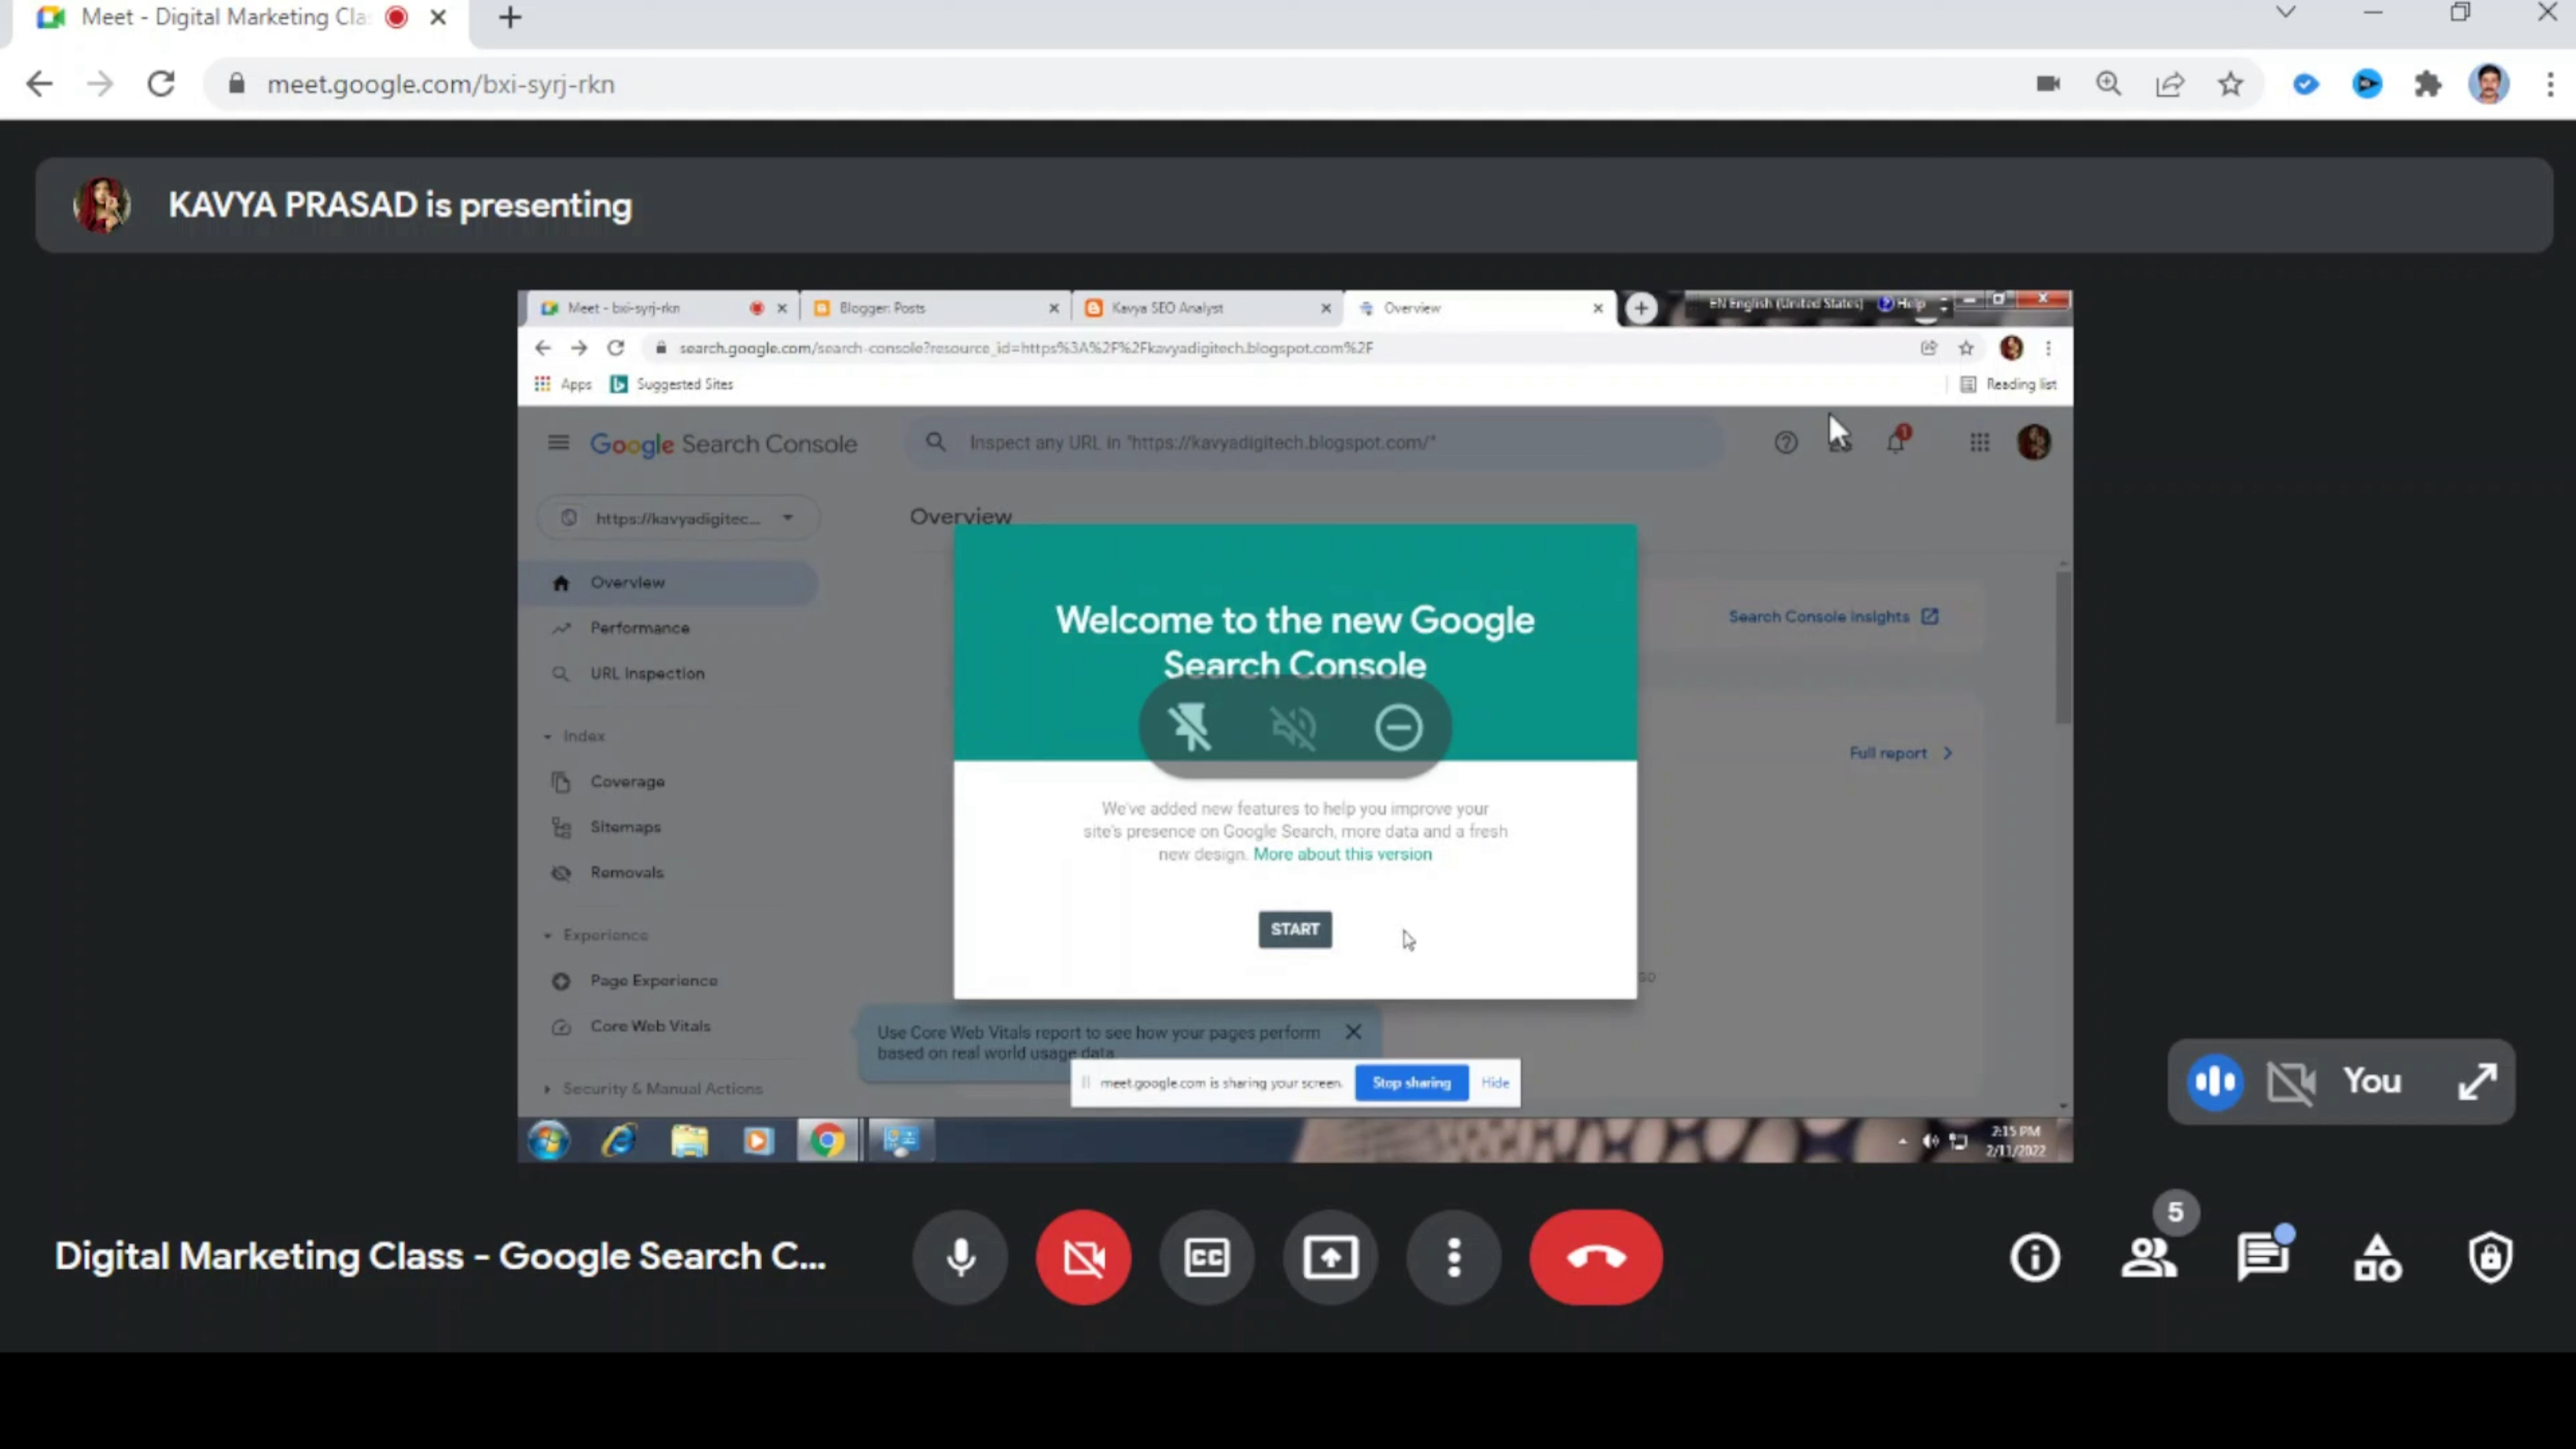 Meet - Digital Marketing Cla
meet.google.com/bxi-syrj-rkn
KAVYA PRASAD is presenting
Meet - bxi-syrj-rkn
Blogger: Posts
Kavya SEO Analyst
Overview
EN English (United States)
Help
search.google.com/search-console?resource_id=https%3A%2F%2Fkavyadigitech.blogspot.com%2F
Apps
Suggested Sites
Reading list
Google Search Console
Inspect any URL in "https://kavyadigitech.blogspot.com/"
1
https://kavyadigitec...
Overview
Overview
Performance
URL Inspection
Index
Coverage
Sitemaps
Removals
Experience
Page Experience
Core Web Vitals
Security & Manual Actions
Search Console Insights
Full report
Welcome to the new Google
Search Console
We've added new features to help you improve your
site's presence on Google Search, more data and a fresh
new design. More about this version
START
Use Core Web Vitals report to see how your pages perform
based on real world usage data
meet.google.com is sharing your screen.
Stop sharing
Hide
2:15 PM
2/11/2022
You
Digital Marketing Class - Google Search C...
CC
5